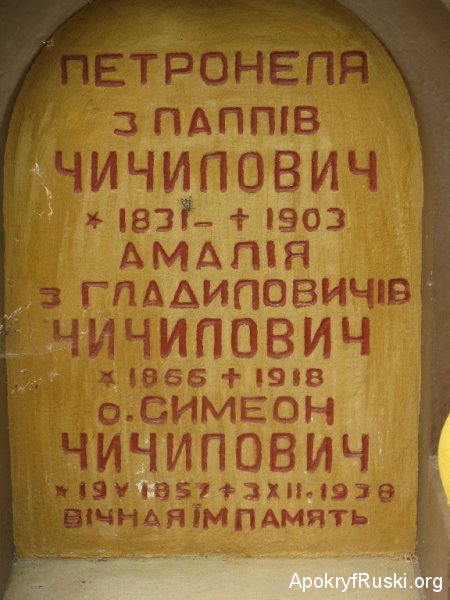 ПЕТРОНЕЛЯ
З ПАППІВ
ЧИЧИЛОВИЧ
* 1831 – + 1903
АМАЛІЯ
З ГЛАДИЛОВИЧІВ
ЧИЧИЛОВИЧ
* 1866 + 1918
о. СИМЕОН
ЧИЧИЛОВИЧ
* 19 V 1857 + 3 XII. 1938
ВІЧНАЯ ЇМ ПАМЯТЬ
ApokryfRuski.org